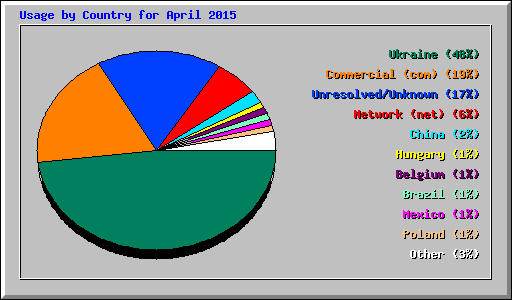 Usage by Country for April 2015
Ukraine (48%)
Commercial (com) (19%)
Unresolved/Unknown (17%)
Network (net) (6%)
China (2%)
Hungary (1%)
Belgium (1%)
Brazil (1%)
Mexico (1%)
Poland (1%)
Other (3%)